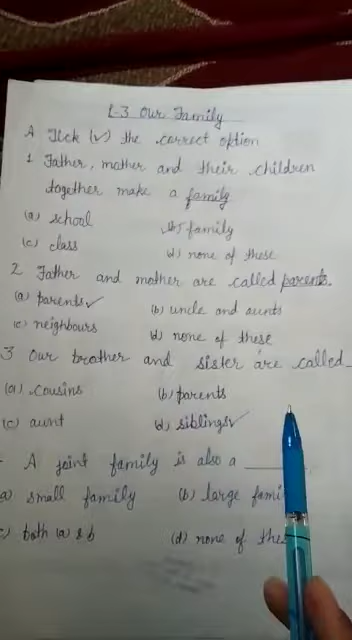 L-3 Our Family
A Tick (✓) the correct option
1 Father, mother and their children
together make a family
(a) school (b) family
(c) class (d) none of these
2 Father and mother are called parents.
(a) parents ✓ (b) uncle and aunts
(c) neighbours (d) none of these
3 Our brother and sister are called
(a) cousins (b) parents
(c) aunt (d) siblings ✓
A joint family is also a ______
a) small family (b) large fami
) both (a) & b (d) none of thes